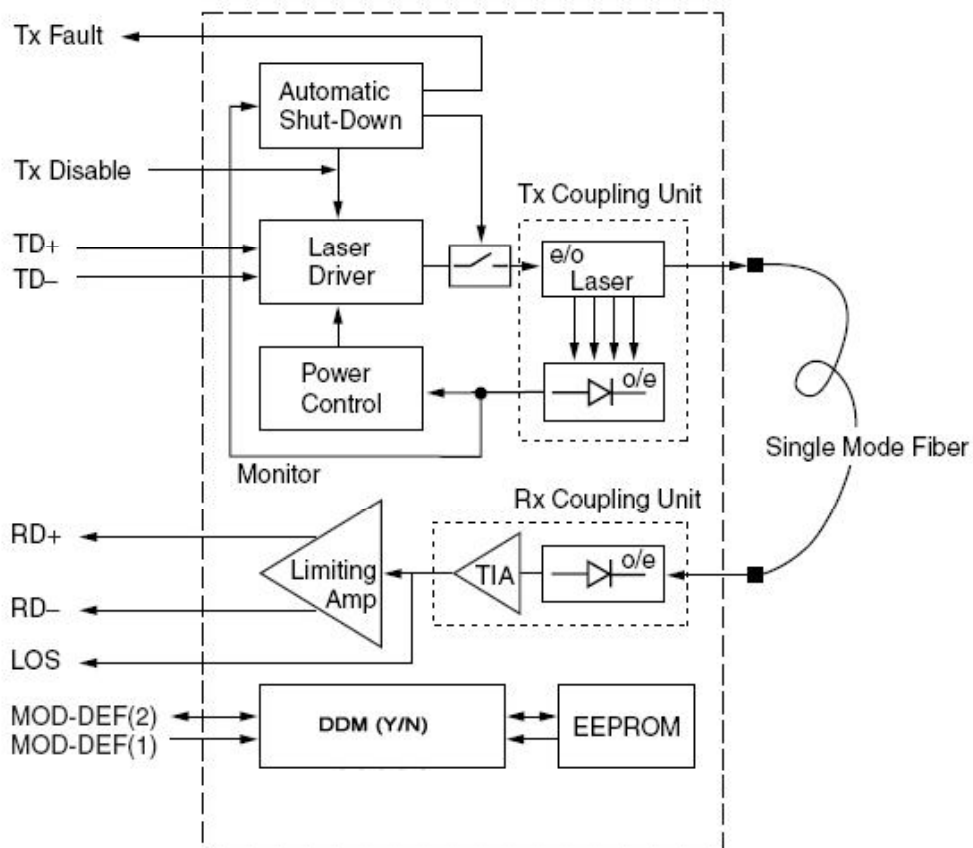 Tx Fault
Automatic
Shut-Down
Tx Disable
Tx Coupling Unit
TD+
TD–
Laser
Driver
e/o
Laser
Power
Control
o/e
Monitor
Single Mode Fiber
Rx Coupling Unit
RD+
RD–
LOS
Limiting
Amp
TIA
o/e
MOD-DEF(2)
MOD-DEF(1)
DDM (Y/N)
EEPROM